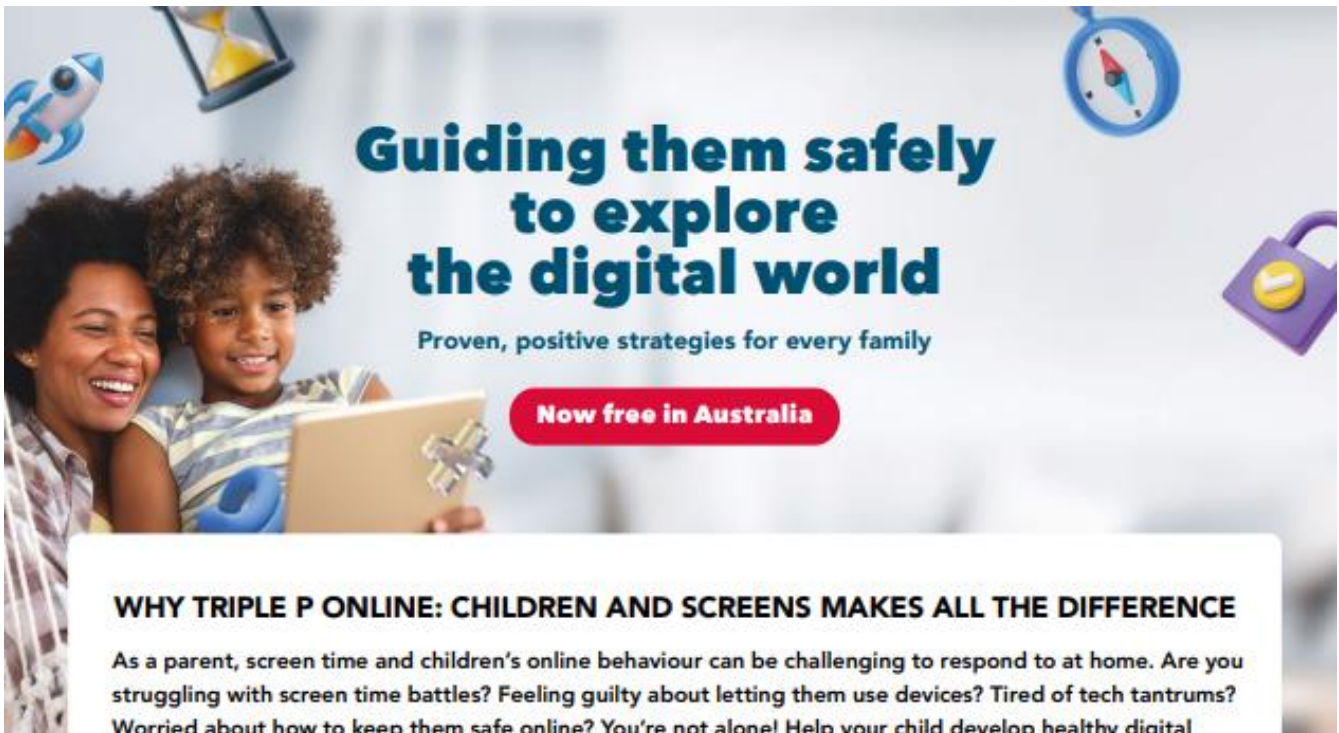 Guiding them safely
to explore
the digital world
Proven, positive strategies for every family
Now free in Australia
WHY TRIPLE P ONLINE: CHILDREN AND SCREENS MAKES ALL THE DIFFERENCE
As a parent, screen time and children's online behaviour can be challenging to respond to at home. Are you
struggling with screen time battles? Feeling guilty about letting them use devices? Tired of tech tantrums?
Worried about how to keep them safe online? You're not alone! Help your child develop healthy digital